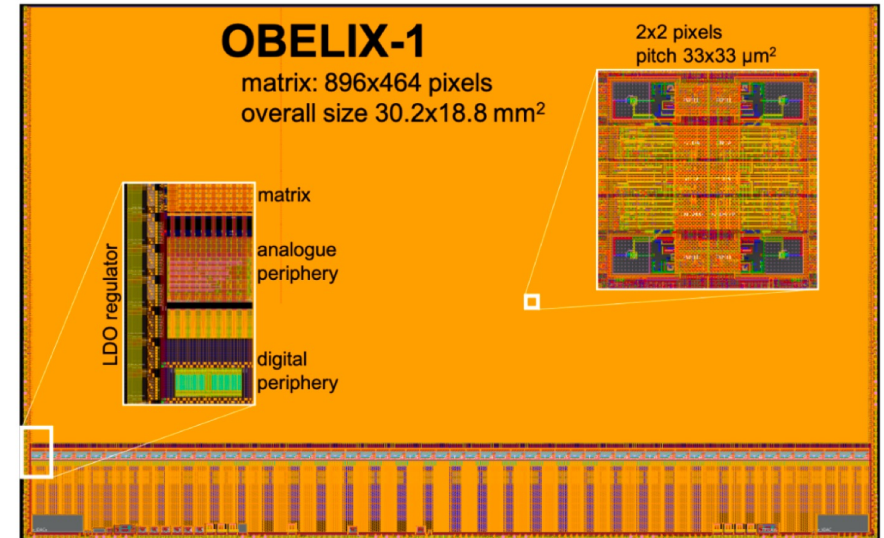 OBELIX-1
matrix: 896x464 pixels
overall size 30.2x18.8 mm²
2x2 pixels
pitch 33x33 µm²
LDO regulator
matrix
analogue
periphery
digital
periphery